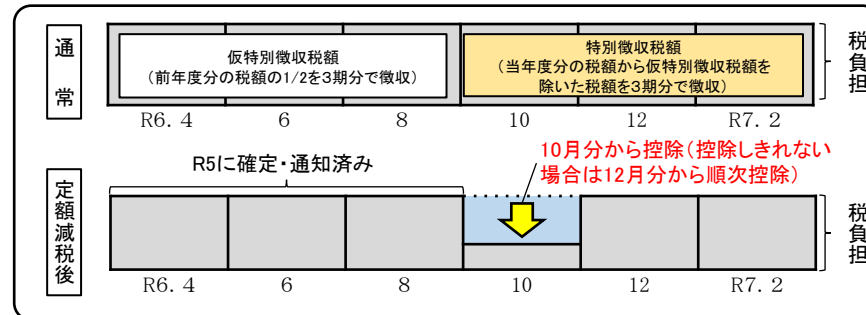 通常
仮特別徴収税額
(前年度分の税額の1/2を3期分で徴収)
特別徴収税額
(当年度分の税額から仮特別徴収税額を
除いた税額を3期分で徴収)
税負担
R6.4 6 8 10 12 R7.2
R5に確定・通知済み
10月分から控除(控除しきれない
場合は12月分から順次控除)
定額減税後
税負担
R6.4 6 8 10 12 R7.2